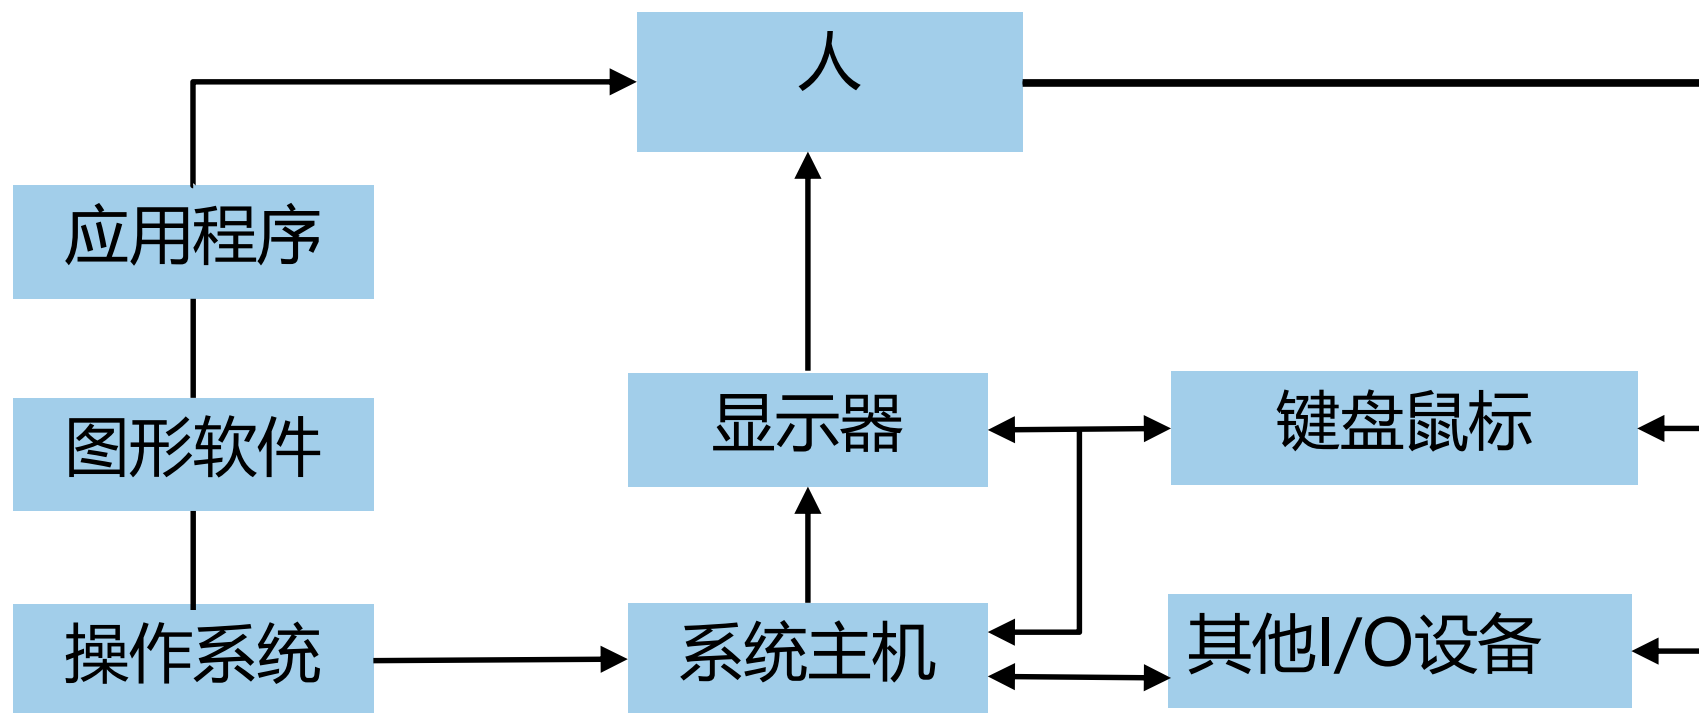 人
应用程序
图形软件
显示器
键盘鼠标
操作系统
系统主机
其他I/O设备